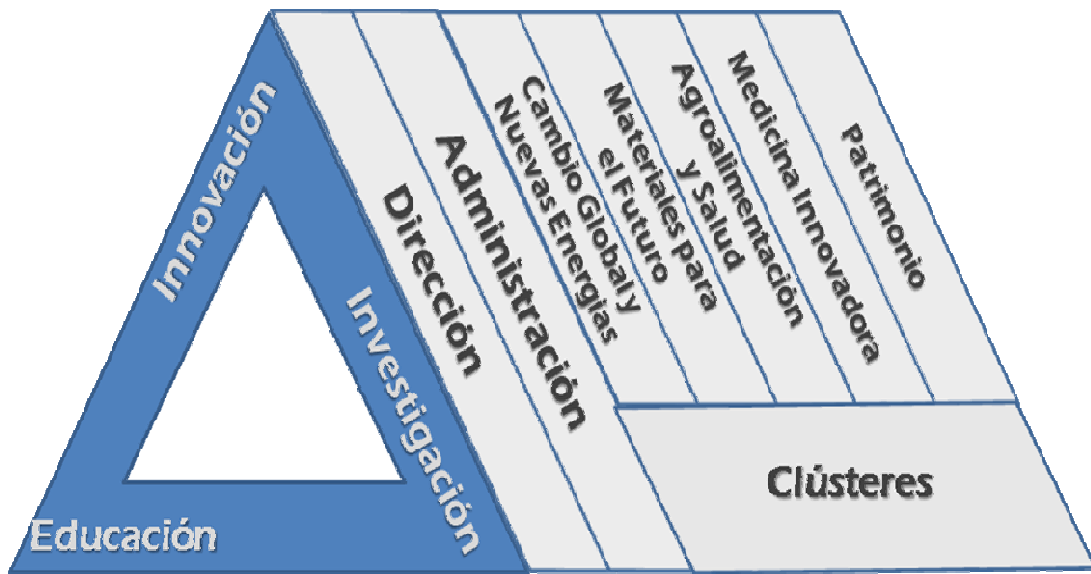 Innovación
Investigación
Educación
Dirección
Administración
Cambio Global y
Nuevas Energías
Materiales para
el Futuro
Agroalimentación
y Salud
Medicina Innovadora
Patrimonio
Clústeres